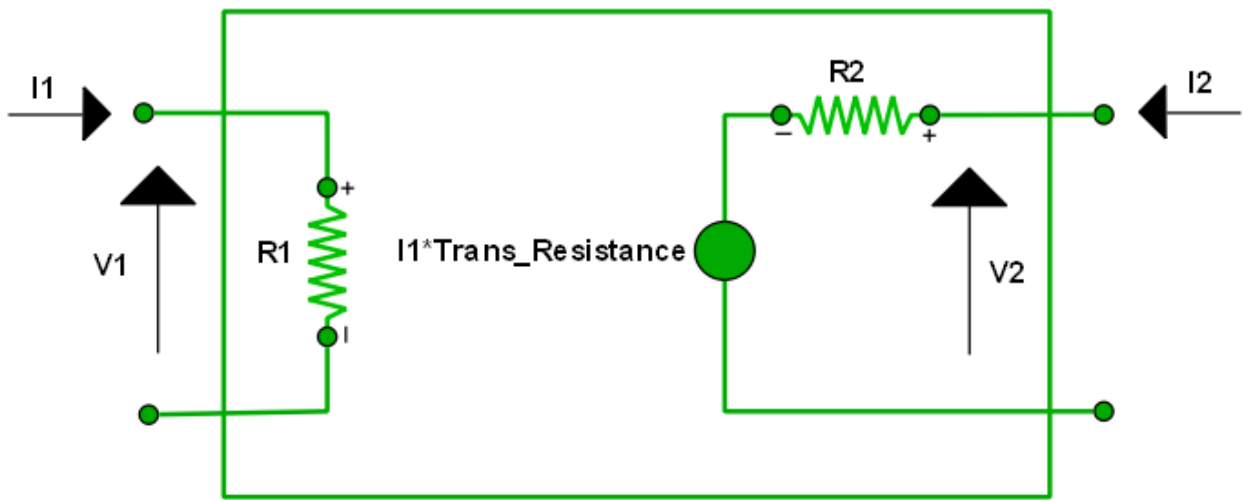 I1
R2
I2
−
+
+
R1
I1*Trans_Resistance
V1
V2
−